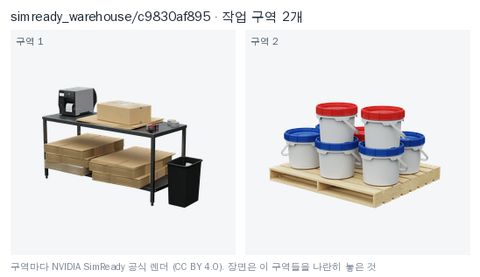 simready_warehouse/c9830af895 · 작업 구역 2개
구역 1
구역 2
구역마다 NVIDIA SimReady 공식 렌더 (CC BY 4.0). 장면은 이 구역들을 나란히 놓은 것